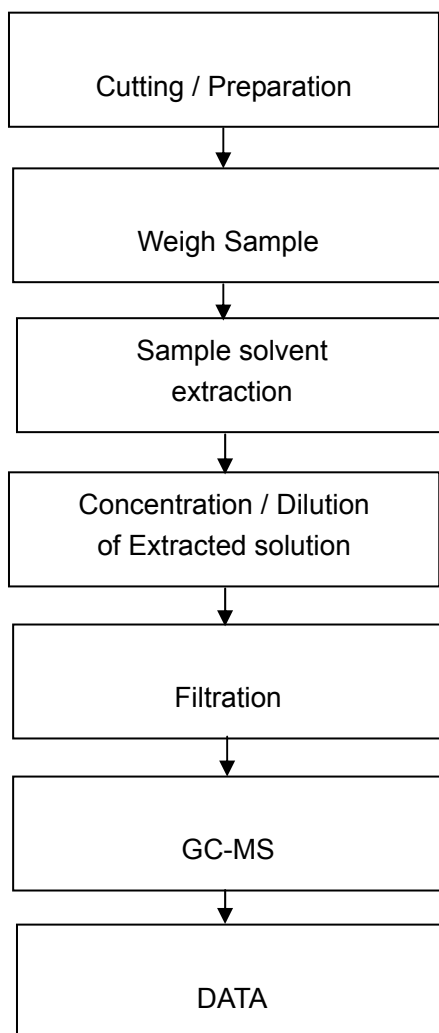 Cutting / Preparation
Weigh Sample
Sample solvent
extraction
Concentration / Dilution
of Extracted solution
Filtration
GC-MS
DATA